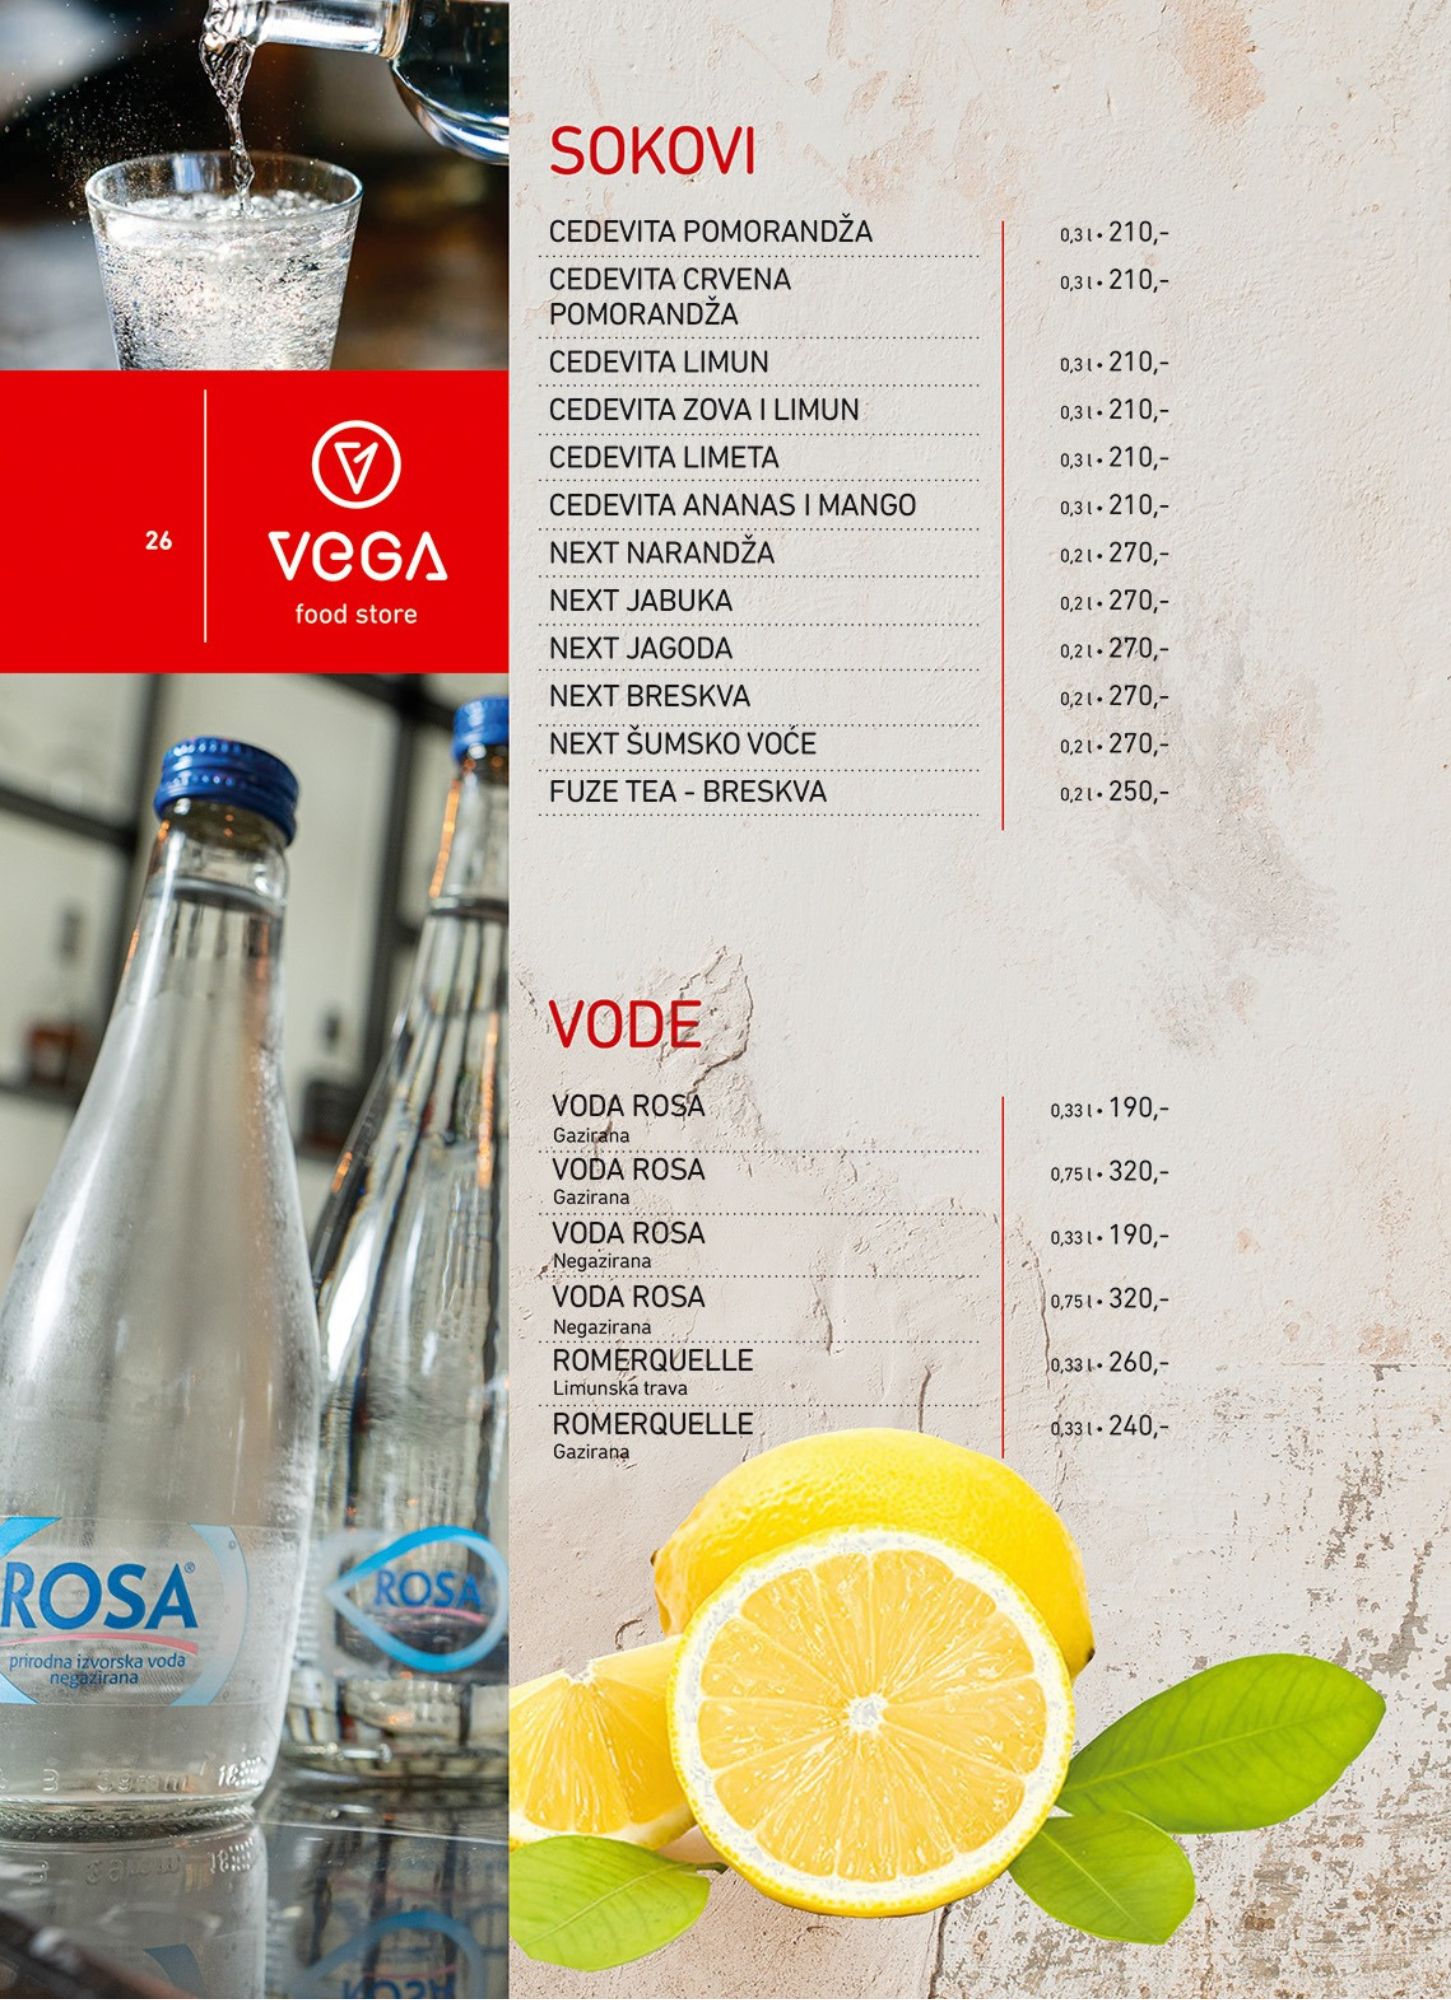 26
VEGA
food store
SOKOVI
CEDEVITA POMORANDŽA 0,3 l • 210,-
CEDEVITA CRVENA 0,3 l • 210,-
POMORANDŽA
CEDEVITA LIMUN 0,3 l • 210,-
CEDEVITA ZOVA I LIMUN 0,3 l • 210,-
CEDEVITA LIMETA 0,3 l • 210,-
CEDEVITA ANANAS I MANGO 0,3 l • 210,-
NEXT NARANDŽA 0,2 l • 270,-
NEXT JABUKA 0,2 l • 270,-
NEXT JAGODA 0,2 l • 270,-
NEXT BRESKVA 0,2 l • 270,-
NEXT ŠUMSKO VOĆE 0,2 l • 270,-
FUZE TEA - BRESKVA 0,2 l • 250,-
VODE
VODA ROSA 0,33 l • 190,-
Gazirana
VODA ROSA 0,75 l • 320,-
Gazirana
VODA ROSA 0,33 l • 190,-
Negazirana
VODA ROSA 0,75 l • 320,-
Negazirana
ROMERQUELLE 0,33 l • 260,-
Limunska trava
ROMERQUELLE 0,33 l • 240,-
Gazirana
ROSA®
prirodna izvorska voda
negazirana
ROSA